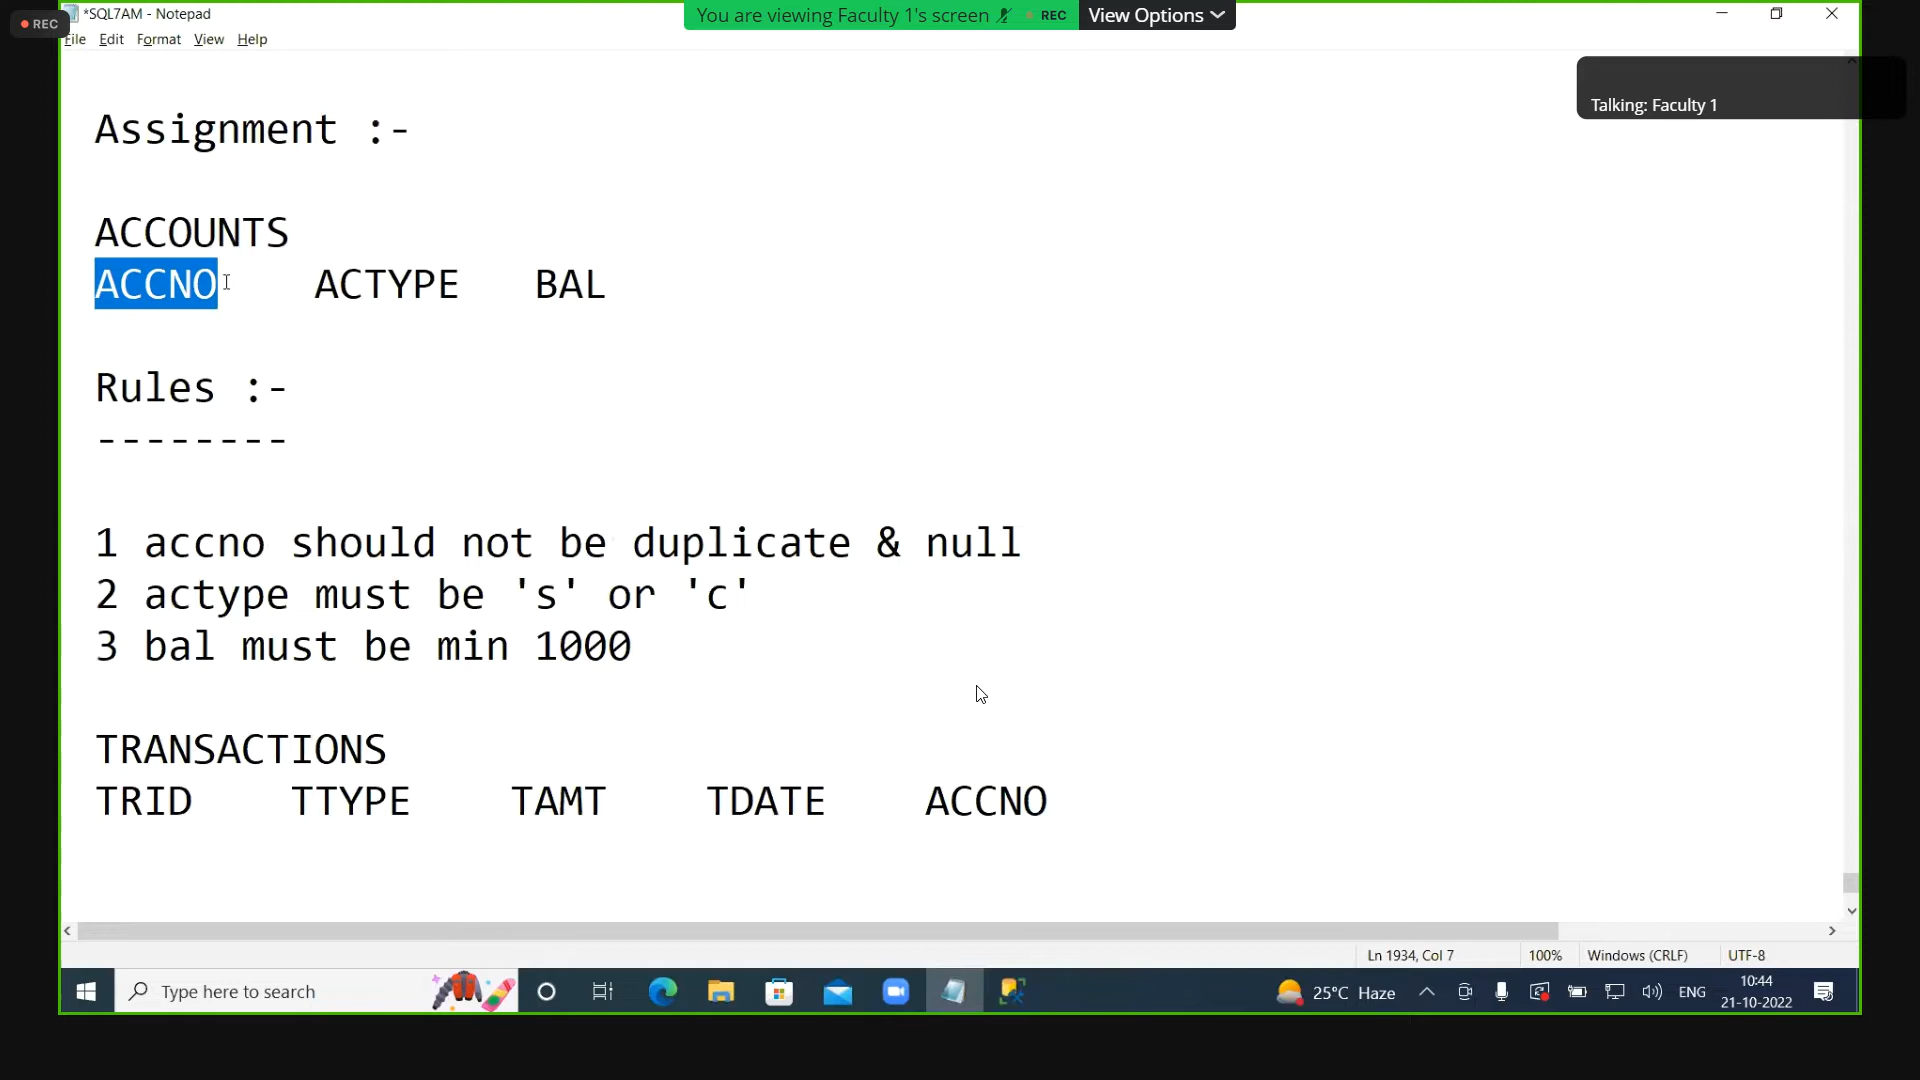 REC
*SQL7AM - Notepad
You are viewing Faculty 1's screen
REC
View Options
File Edit Format View Help
Talking: Faculty 1
Assignment :-
ACCOUNTS
ACCNO ACTYPE BAL
Rules :-
--------
1 accno should not be duplicate & null
2 actype must be 's' or 'c'
3 bal must be min 1000
TRANSACTIONS
TRID TTYPE TAMT TDATE ACCNO
Ln 1934, Col 7 100% Windows (CRLF) UTF-8
Type here to search
25°C Haze
ENG
10:44
21-10-2022